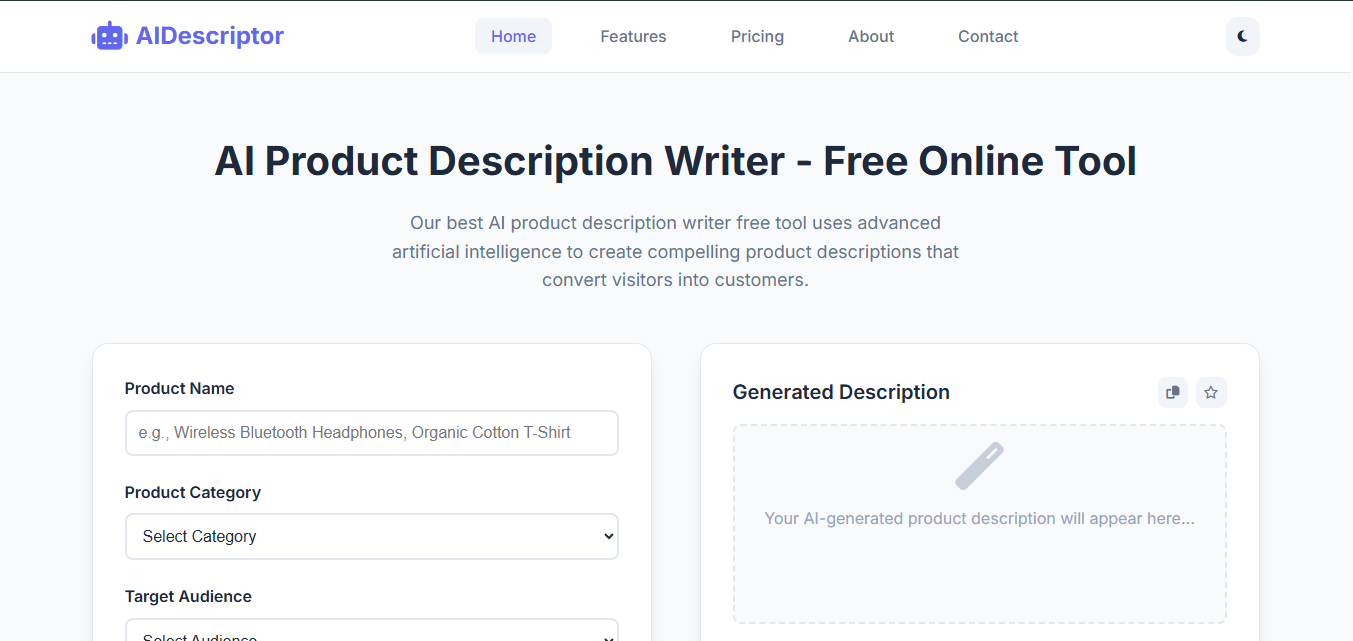 AIDescriptor
Home
Features
Pricing
About
Contact
AI Product Description Writer - Free Online Tool
Our best AI product description writer free tool uses advanced
artificial intelligence to create compelling product descriptions that
convert visitors into customers.
Product Name
e.g., Wireless Bluetooth Headphones, Organic Cotton T-Shirt
Product Category
Select Category
Target Audience
Select Audience
Generated Description
Your AI-generated product description will appear here...